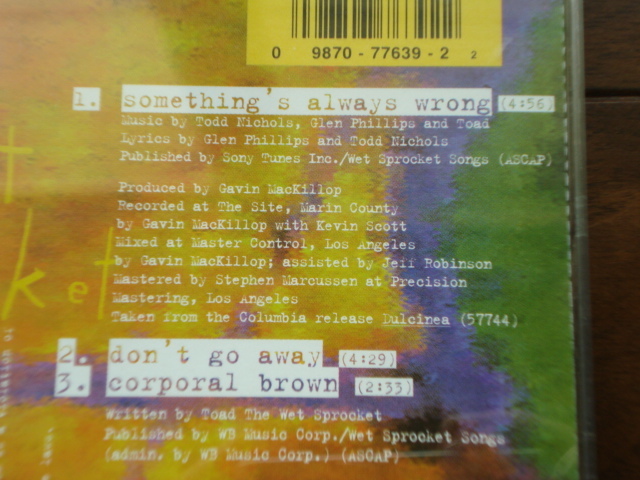 0 9870 - 77639 - 2 2
1. something's always wrong (4:56)
Music by Todd Nichols, Glen Phillips and Toad
Lyrics by Glen Phillips and Todd Nichols
Published by Sony Tunes Inc./Wet Sprocket Songs (ASCAP)
Produced by Gavin MacKillop
Recorded at The Site, Marin County
by Gavin MacKillop with Kevin Scott
Mixed at Master Control, Los Angeles
by Gavin MacKillop; assisted by Jeff Robinson
Mastered by Stephen Marcussen at Precision
Mastering, Los Angeles
Taken from the Columbia release Dulcinea (57744)
2. don't go away (4:29)
3. corporal brown (2:33)
Written by Toad The Wet Sprocket
Published by WB Music Corp./Wet Sprocket Songs
(admin. by WB Music Corp.) (ASCAP)
t
ket